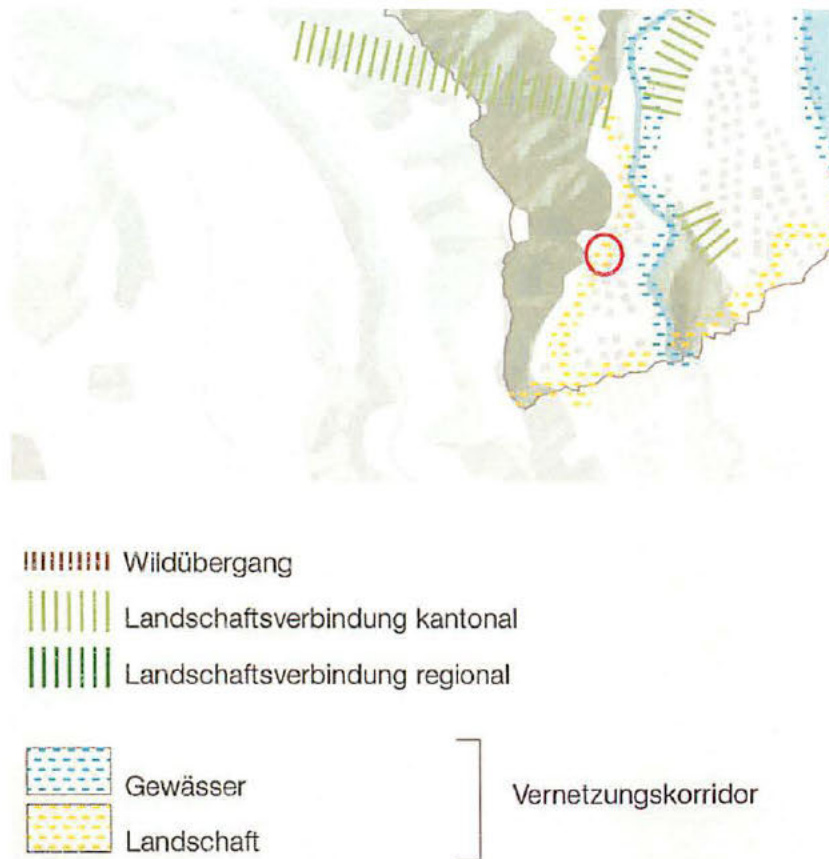 Wildübergang
Landschaftsverbindung kantonal
Landschaftsverbindung regional
Gewässer
Vernetzungskorridor
Landschaft